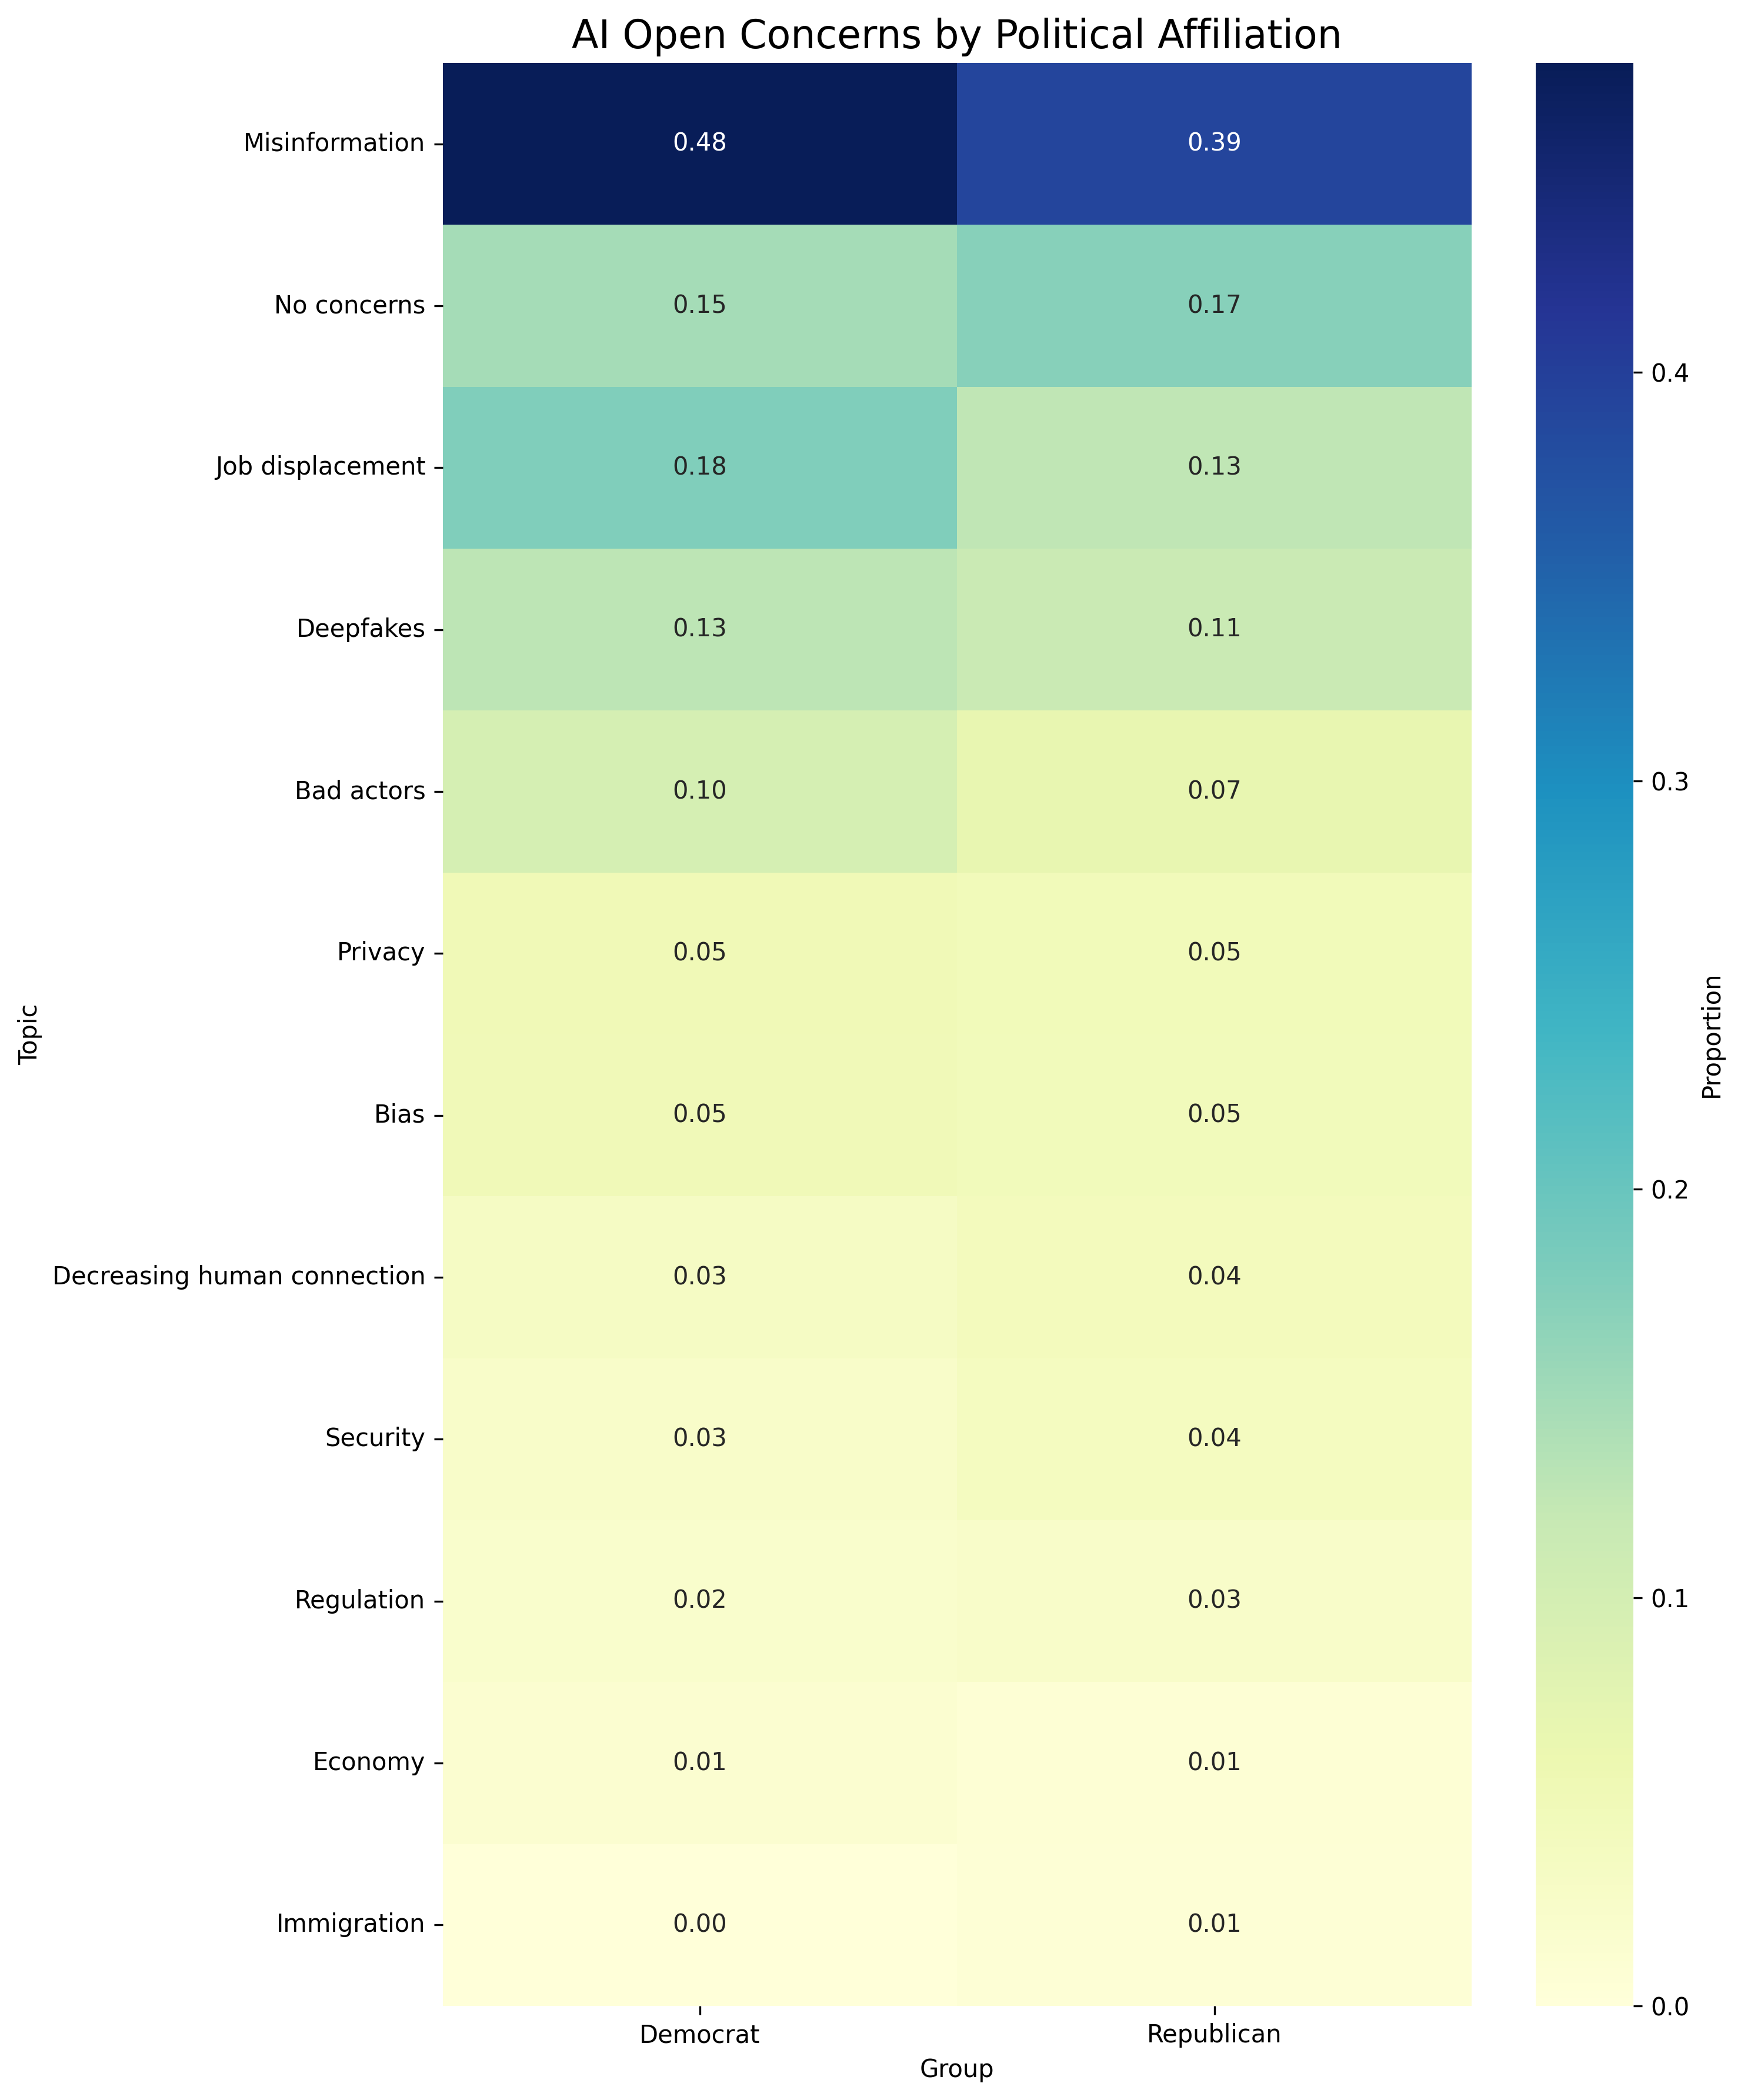 AI Open Concerns by Political Affiliation
Misinformation 0.48 0.39
No concerns 0.15 0.17
Job displacement 0.18 0.13
Deepfakes 0.13 0.11
Bad actors 0.10 0.07
Privacy 0.05 0.05
Bias 0.05 0.05
Decreasing human connection 0.03 0.04
Security 0.03 0.04
Regulation 0.02 0.03
Economy 0.01 0.01
Immigration 0.00 0.01
Democrat Republican
Group
Topic
0.4
0.3
0.2
0.1
0.0
Proportion